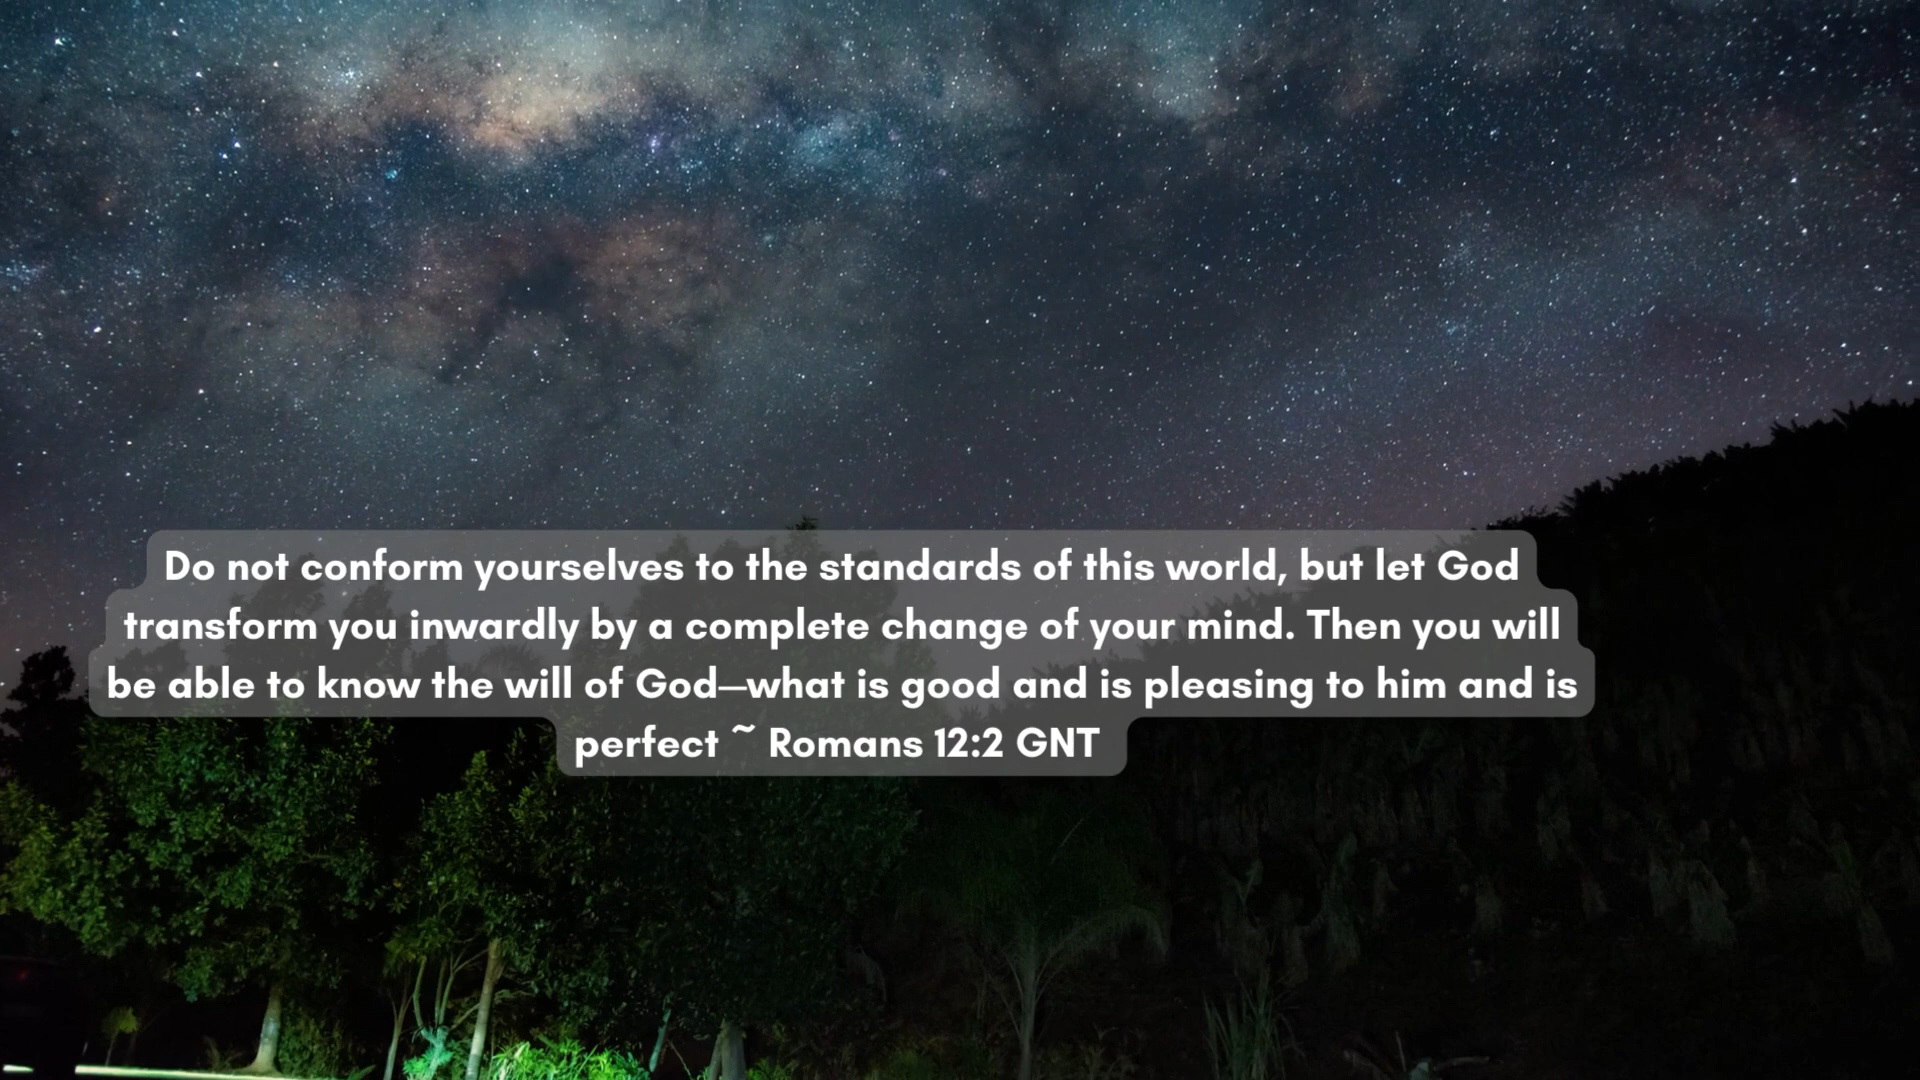 Do not conform yourselves to the standards of this world, but let God
transform you inwardly by a complete change of your mind. Then you will
be able to know the will of God—what is good and is pleasing to him and is
perfect ~ Romans 12:2 GNT